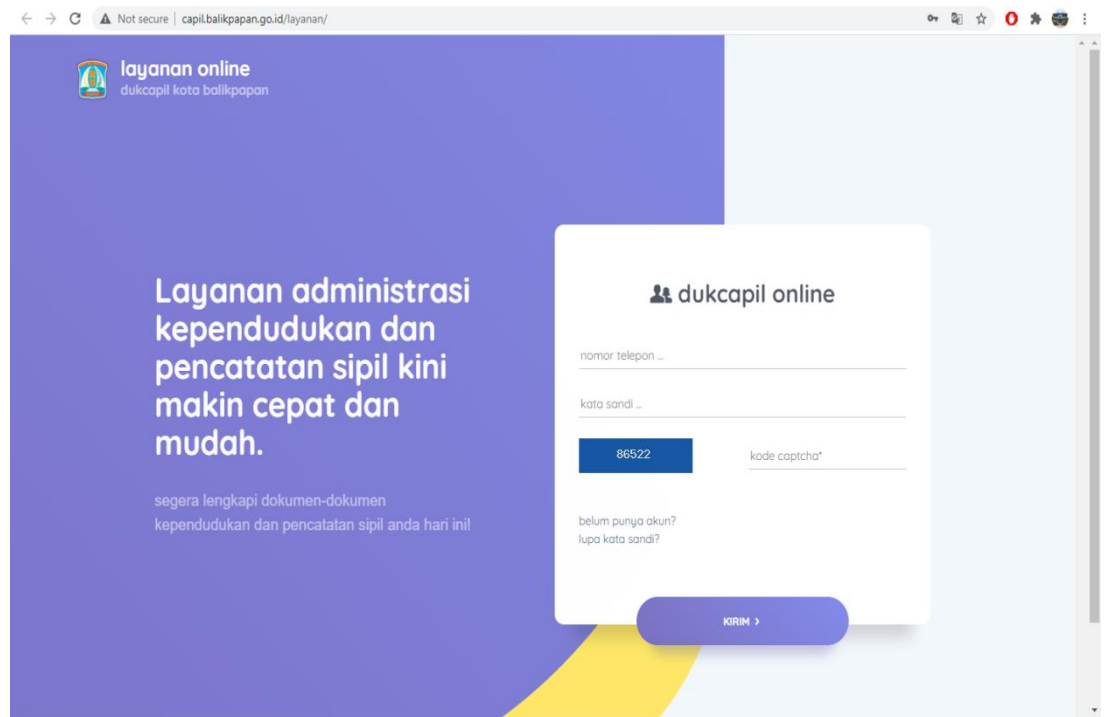 Not secure | capil.balikpapan.go.id/layanan/
layanan online
dukcapil kota balikpapan
Layanan administrasi
kependudukan dan
pencatatan sipil kini
makin cepat dan
mudah.
segera lengkapi dokumen-dokumen
kependudukan dan pencatatan sipil anda hari ini!
dukcapil online
nomor telepon ...
kata sandi ...
86522
kode captcha*
belum punya akun?
lupa kata sandi?
KIRIM >